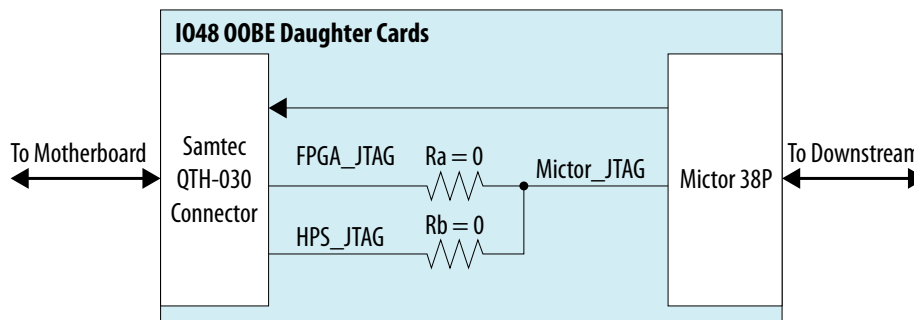 IO48 OOBE Daughter Cards
To Motherboard
Samtec
QTH-030
Connector
FPGA_JTAG
Ra = 0
Mictor_JTAG
HPS_JTAG
Rb = 0
Mictor 38P
To Downstream